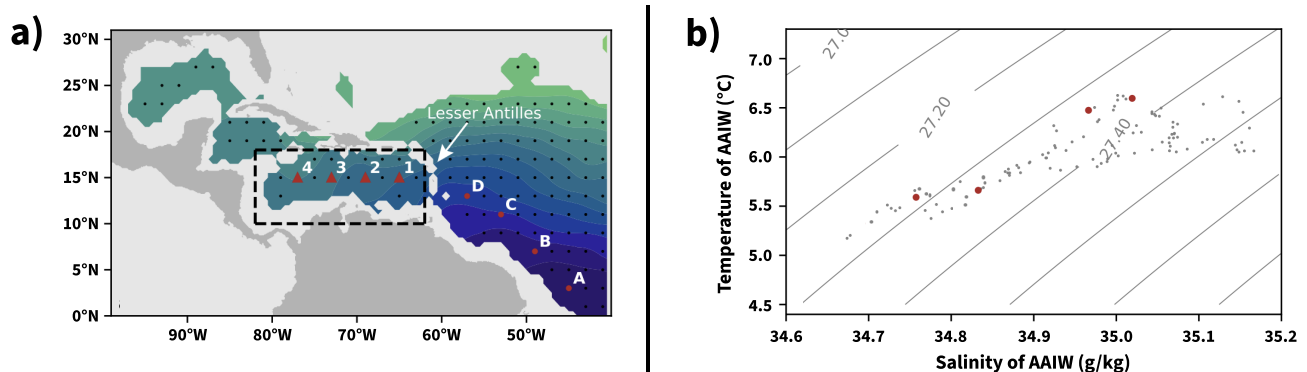 a)
30°N
25°N
20°N
15°N
10°N
5°N
0°N
90°W 80°W 70°W 60°W 50°W
Lesser Antilles
4 3 2 1
D
C
B
A
b)
Temperature of AAIW (°C)
7.0
6.5
6.0
5.5
5.0
4.5
34.6 34.7 34.8 34.9 35.0 35.1 35.2
Salinity of AAIW (g/kg)
27.0
27.20
27.40